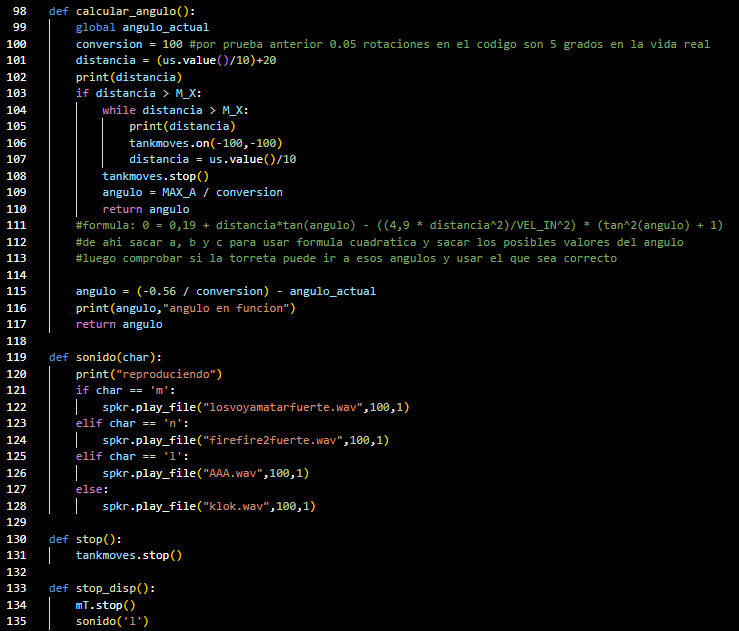 98 def calcular_angulo():
99 global angulo_actual
100 conversion = 100 #por prueba anterior 0.05 rotaciones en el codigo son 5 grados en la vida real
101 distancia = (us.value()/10)+20
102 print(distancia)
103 if distancia > M_X:
104 while distancia > M_X:
105 print(distancia)
106 tankmoves.on(-100,-100)
107 distancia = us.value()/10
108 tankmoves.stop()
109 angulo = MAX_A / conversion
110 return angulo
111 #formula: 0 = 0,19 + distancia*tan(angulo) - ((4,9 * distancia^2)/VEL_IN^2) * (tan^2(angulo) + 1)
112 #de ahi sacar a, b y c para usar formula cuadratica y sacar los posibles valores del angulo
113 #luego comprobar si la torreta puede ir a esos angulos y usar el que sea correcto
114
115 angulo = (-0.56 / conversion) - angulo_actual
116 print(angulo,"angulo en funcion")
117 return angulo
118
119 def sonido(char):
120 print("reproduciendo")
121 if char == 'm':
122 spkr.play_file("losvoyamatarfuerte.wav",100,1)
123 elif char == 'n':
124 spkr.play_file("firefire2fuerte.wav",100,1)
125 elif char == 'l':
126 spkr.play_file("AAA.wav",100,1)
127 else:
128 spkr.play_file("klok.wav",100,1)
129
130 def stop():
131 tankmoves.stop()
132
133 def stop_disp():
134 mT.stop()
135 sonido('l')